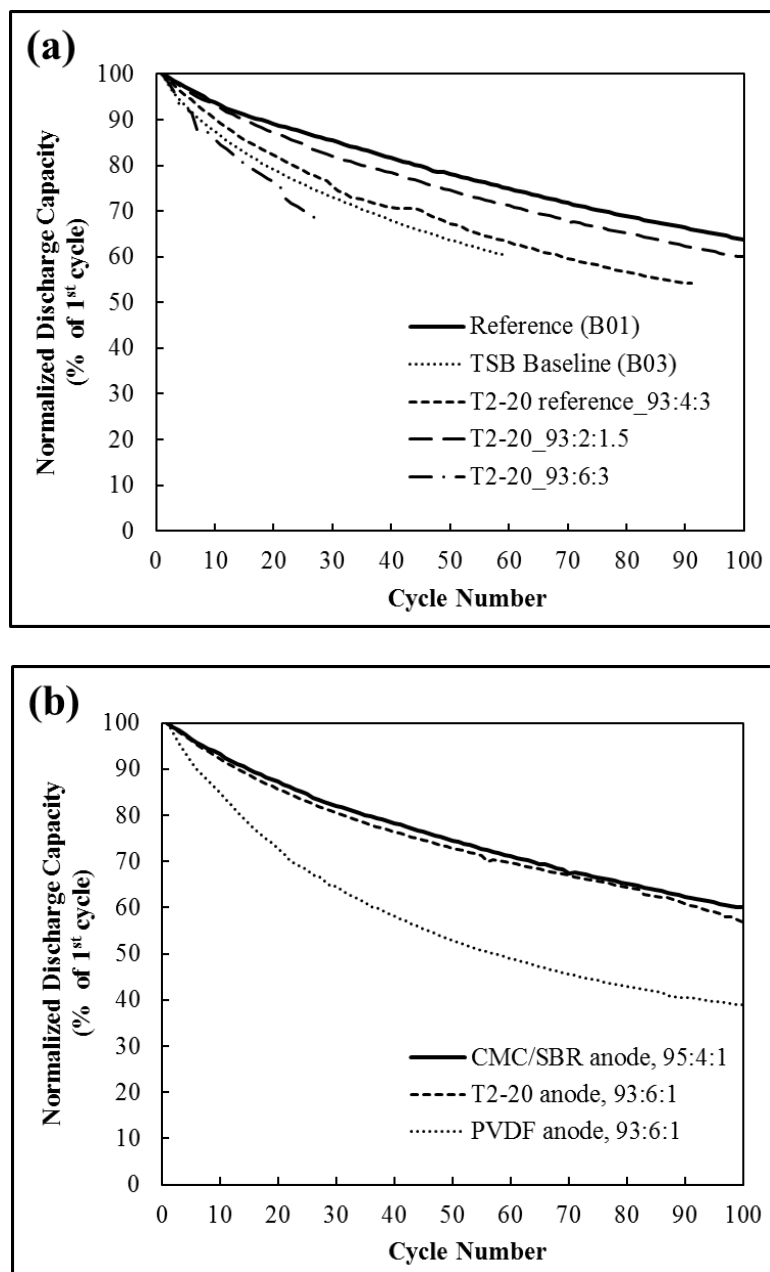 (a)
Normalized Discharge Capacity
(% of 1st cycle)
100
90
80
70
60
50
40
30
20
10
0
Reference (B01)
TSB Baseline (B03)
T2-20 reference_93:4:3
T2-20_93:2:1.5
T2-20_93:6:3
0 10 20 30 40 50 60 70 80 90 100
Cycle Number
(b)
Normalized Discharge Capacity
(% of 1st cycle)
100
90
80
70
60
50
40
30
20
10
0
CMC/SBR anode, 95:4:1
T2-20 anode, 93:6:1
PVDF anode, 93:6:1
0 10 20 30 40 50 60 70 80 90 100
Cycle Number